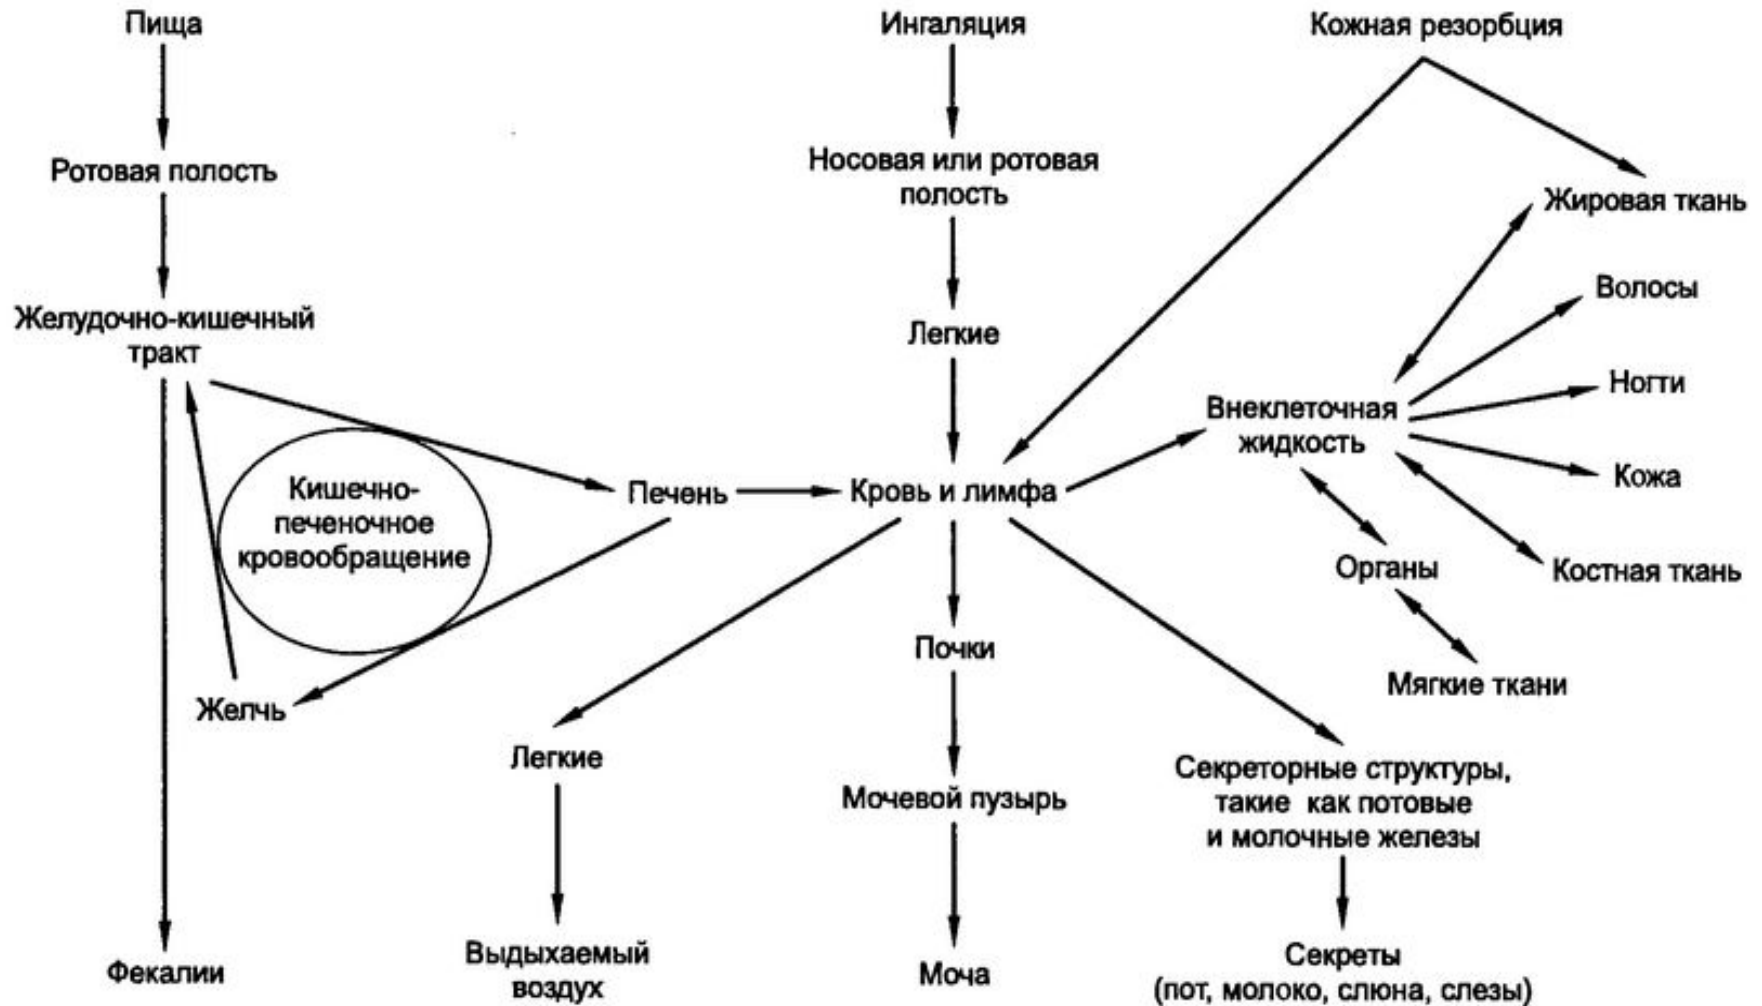 Пища
Ингаляция
Кожная резорбция
Ротовая полость
Носовая или ротовая
полость
Жировая ткань
Волосы
Желудочно-кишечный
тракт
Легкие
Ногти
Внеклеточная
жидкость
Кожа
Кишечно-
печеночное
кровообращение
Печень
Кровь и лимфа
Органы
Костная ткань
Почки
Мягкие ткани
Желчь
Легкие
Мочевой пузырь
Секреторные структуры,
такие как потовые
и молочные железы
Фекалии
Выдыхаемый
воздух
Моча
Секреты
(пот, молоко, слюна, слезы)